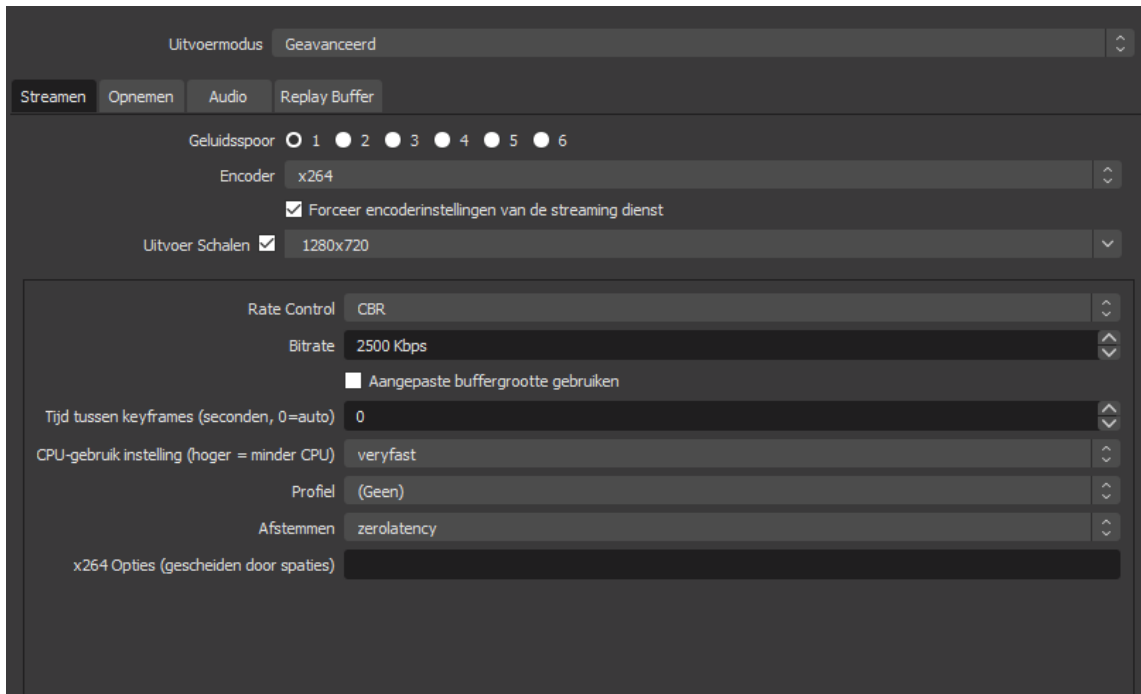 Uitvoermodus Geavanceerd
Streamen Opnemen Audio Replay Buffer
Geluidsspoor 1 2 3 4 5 6
Encoder x264
Forceer encoderinstellingen van de streaming dienst
Uitvoer Schalen 1280x720
Rate Control CBR
Bitrate 2500 Kbps
Aangepaste buffergrootte gebruiken
Tijd tussen keyframes (seconden, 0=auto) 0
CPU-gebruik instelling (hoger = minder CPU) veryfast
Profiel (Geen)
Afstemmen zerolatency
x264 Opties (gescheiden door spaties)